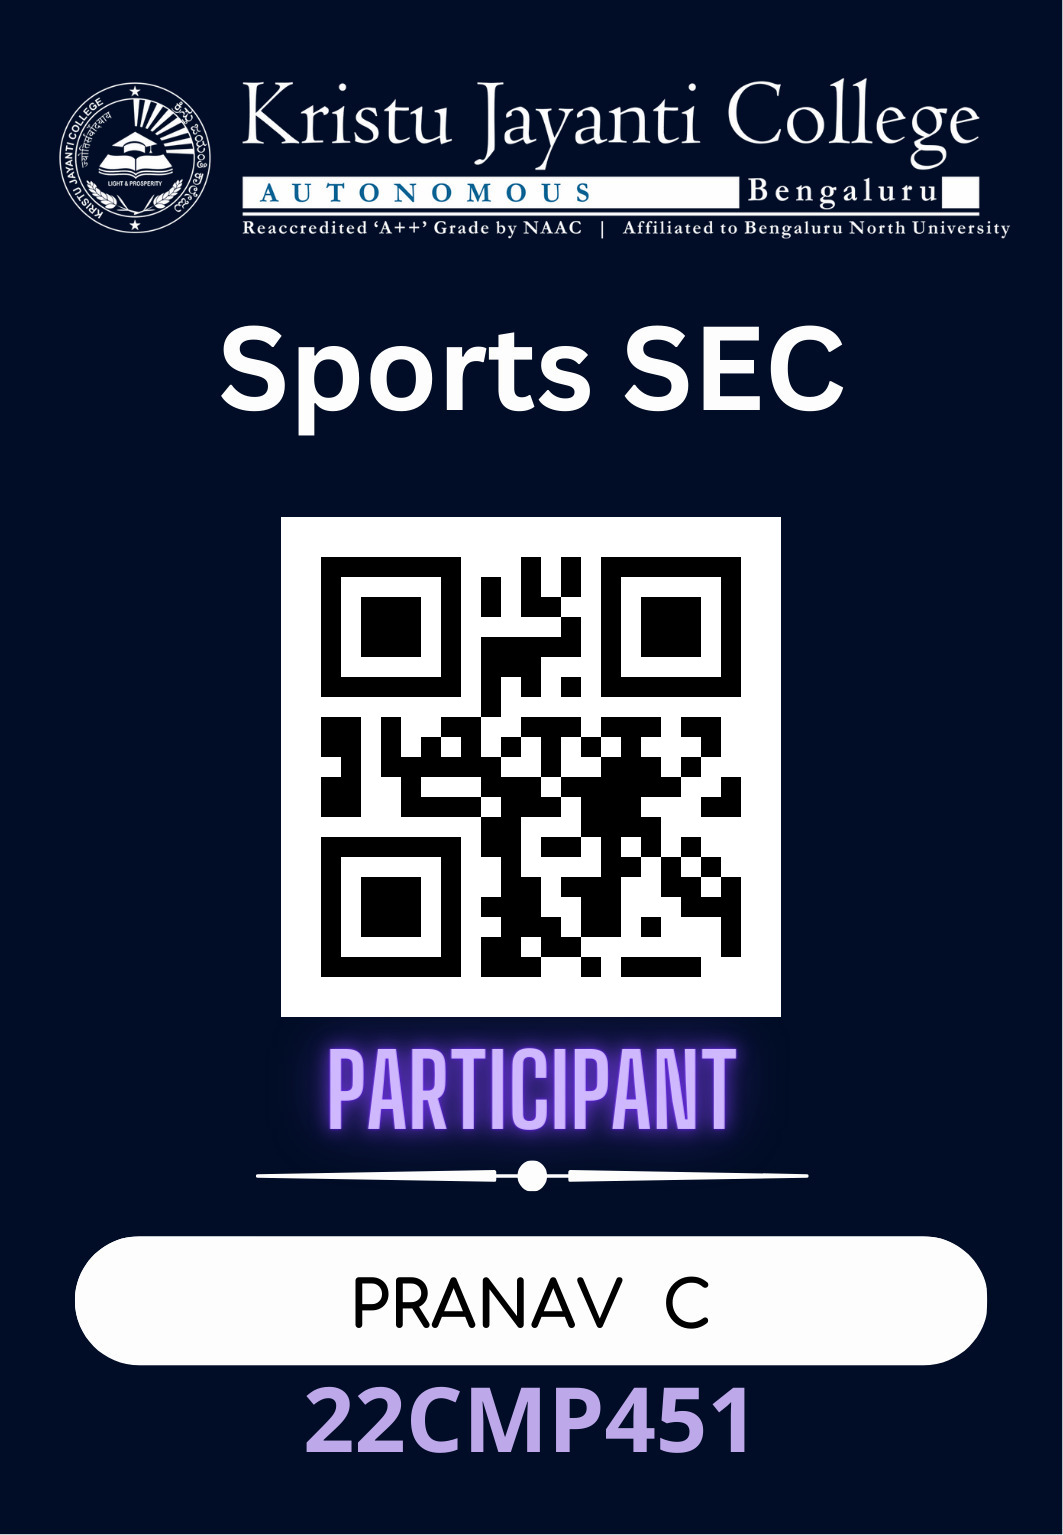 KRISTU JAYANTI COLLEGE
ಕ್ರಿಸ್ತು ಜಯಂತಿ ಕಾಲೇಜು
LIGHT & PROSPERITY
Kristu Jayanti College
AUTONOMOUS Bengaluru
Reaccredited ‘A++’ Grade by NAAC | Affiliated to Bengaluru North University
Sports SEC
PARTICIPANT
PRANAV C
22CMP451